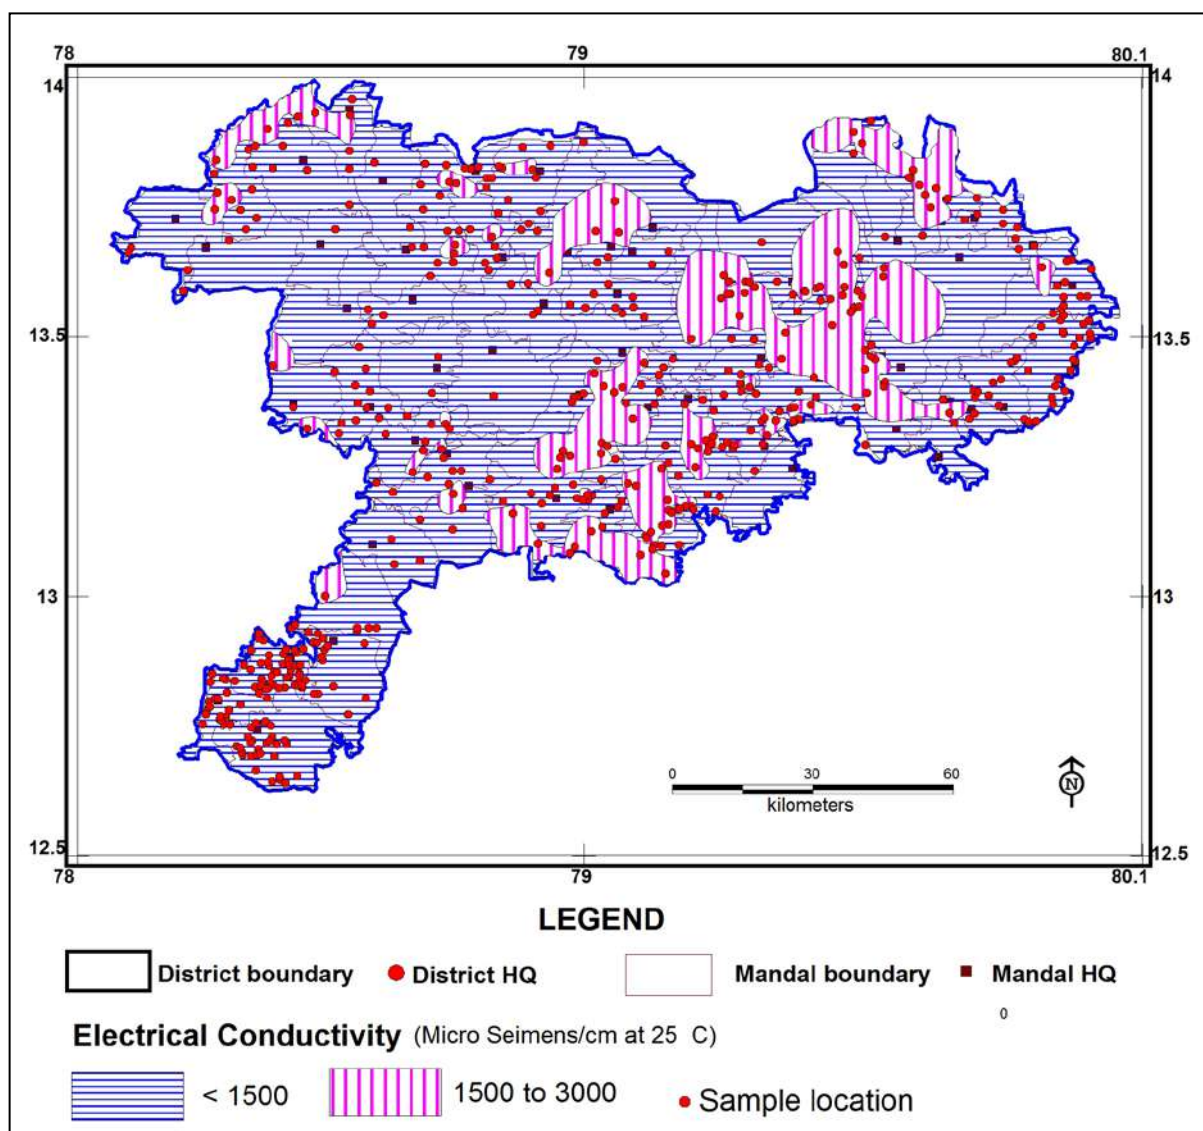 78 79 80.1
14 14
13.5 13.5
13 13
0 30 60
kilometers
N
12.5 12.5
78 79 80.1
LEGEND
District boundary District HQ Mandal boundary Mandal HQ
0
Electrical Conductivity (Micro Seimens/cm at 25 C)
< 1500 1500 to 3000 Sample location